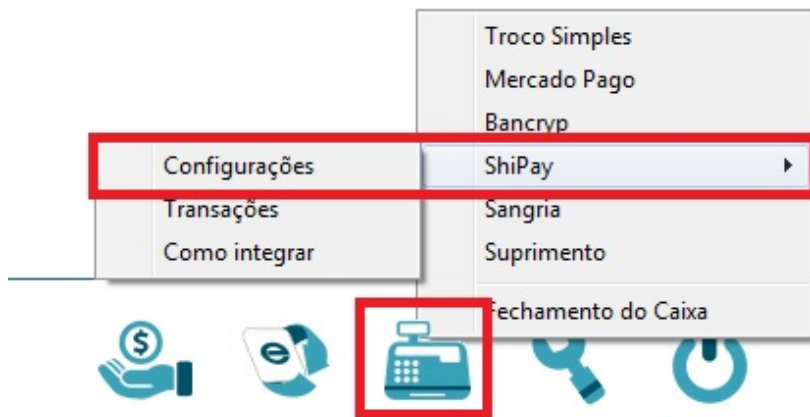 Troco Simples
Mercado Pago
Bancryp
Configurações
ShiPay
Transações
Sangria
Como integrar
Suprimento
Fechamento do Caixa
$
e